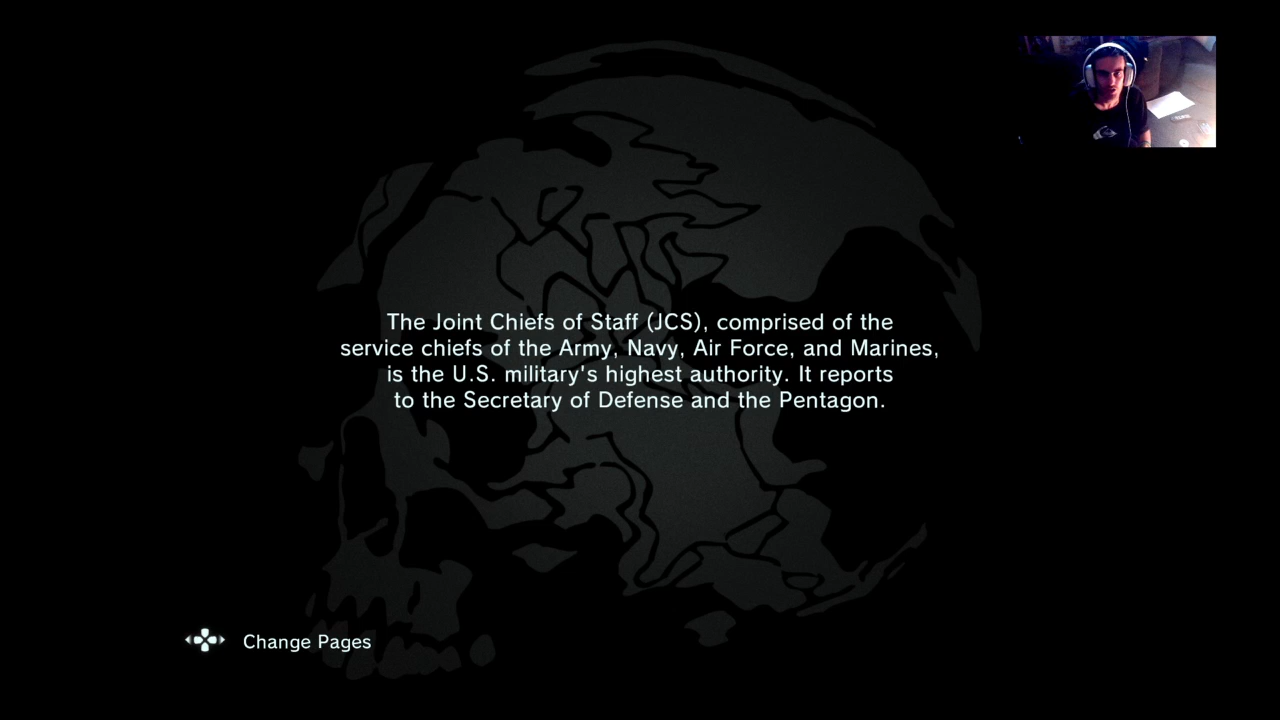 The Joint Chiefs of Staff (JCS), comprised of the
service chiefs of the Army, Navy, Air Force, and Marines,
is the U.S. military's highest authority. It reports
to the Secretary of Defense and the Pentagon.
Change Pages